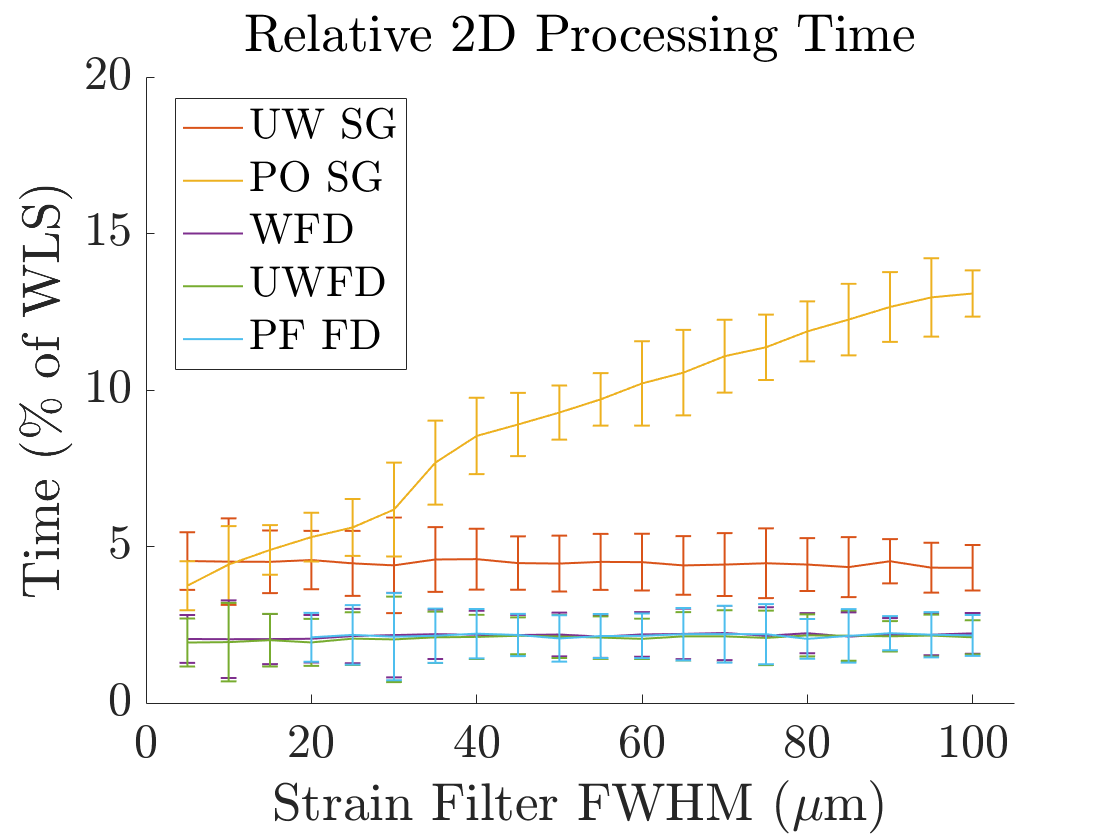 Relative 2D Processing Time
20
15
10
5
0
Time (% of WLS)
UW SG
PO SG
WFD
UWFD
PF FD
0 20 40 60 80 100
Strain Filter FWHM (μm)